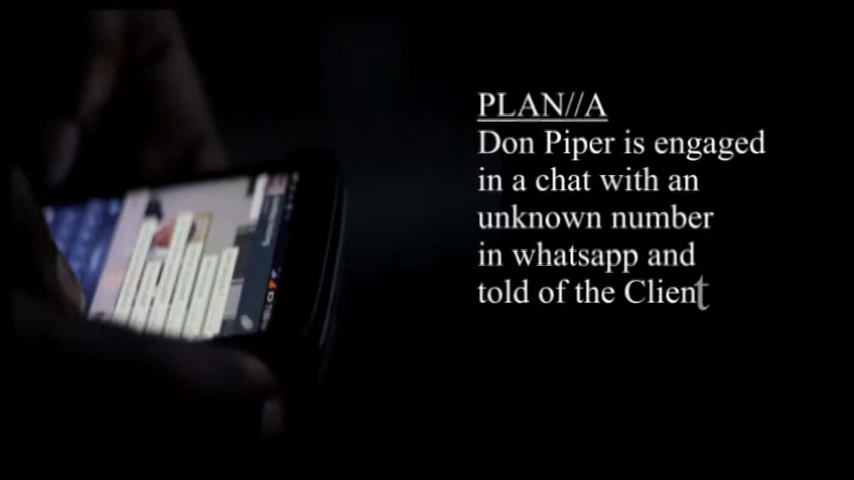 PLAN//A
Don Piper is engaged
in a chat with an
unknown number
in whatsapp and
told of the Client